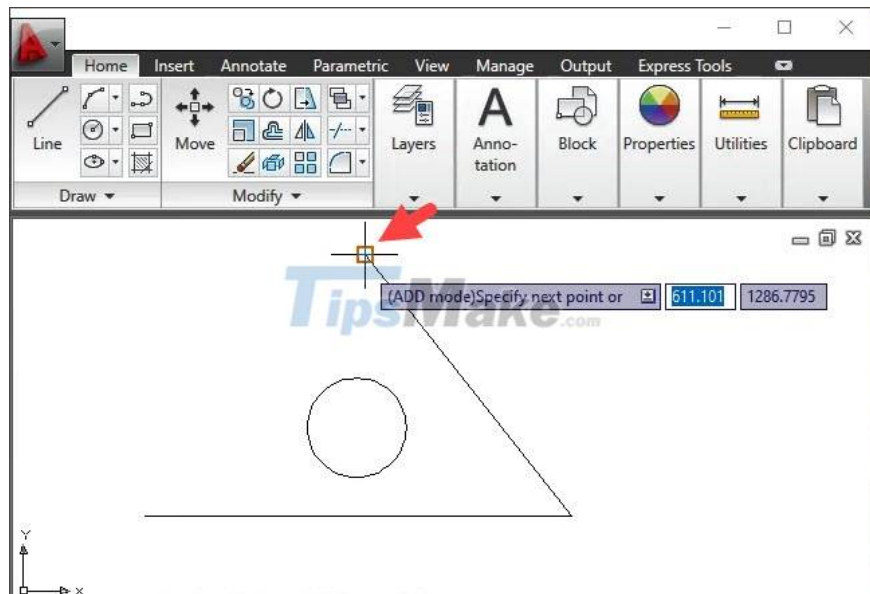 Home Insert Annotate Parametric View Manage Output Express Tools
Line Move Layers Anno- Block Properties Utilities Clipboard
tation
Draw Modify
TipsMake.com
(ADD mode)Specify next point or 611.101 1286.7795
Y
X